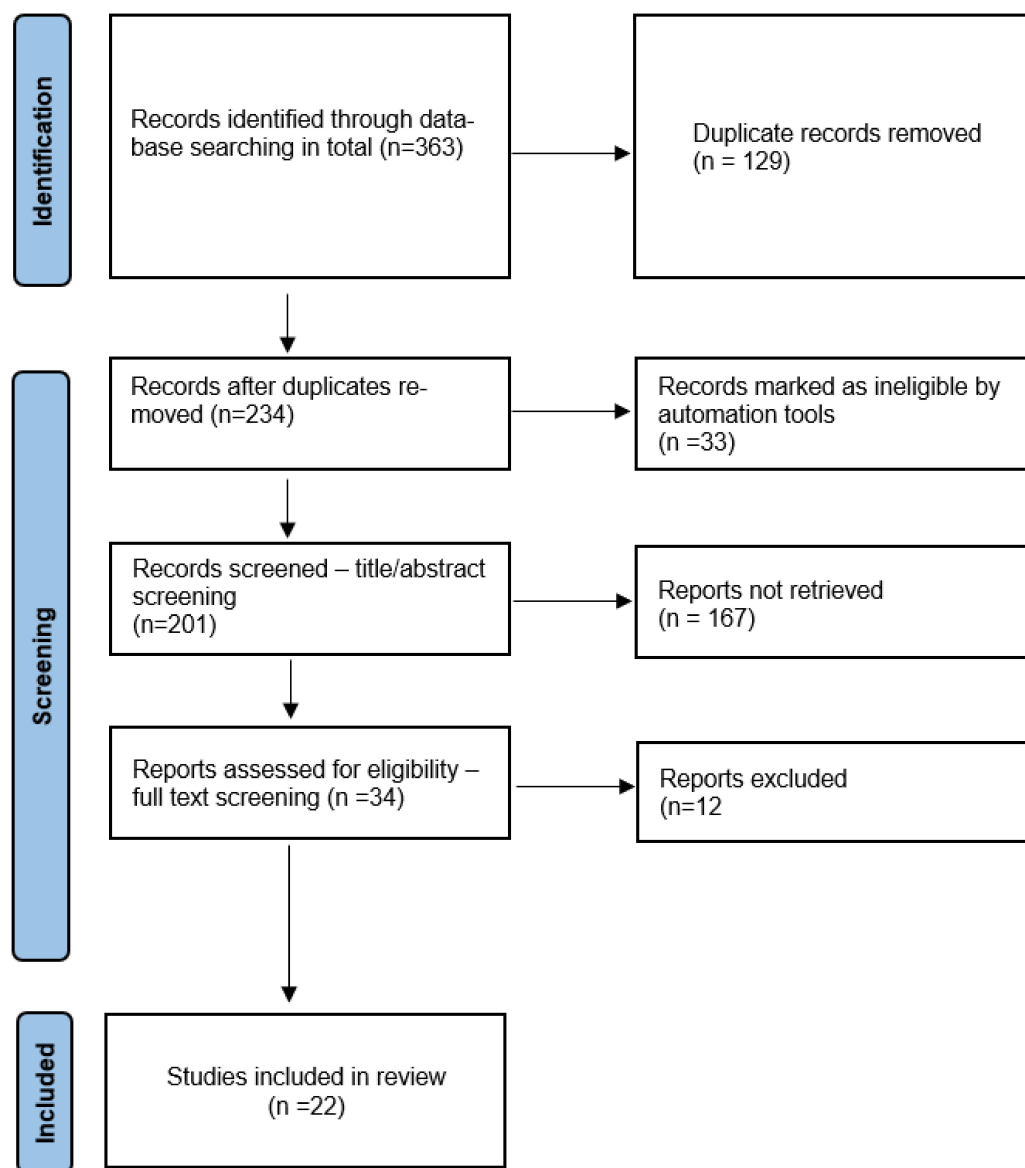 Identification
Records identified through data-
base searching in total (n=363)
Duplicate records removed
(n = 129)
Screening
Records after duplicates re-
moved (n=234)
Records marked as ineligible by
automation tools
(n =33)
Records screened – title/abstract
screening
(n=201)
Reports not retrieved
(n = 167)
Reports assessed for eligibility –
full text screening (n =34)
Reports excluded
(n=12
Included
Studies included in review
(n =22)